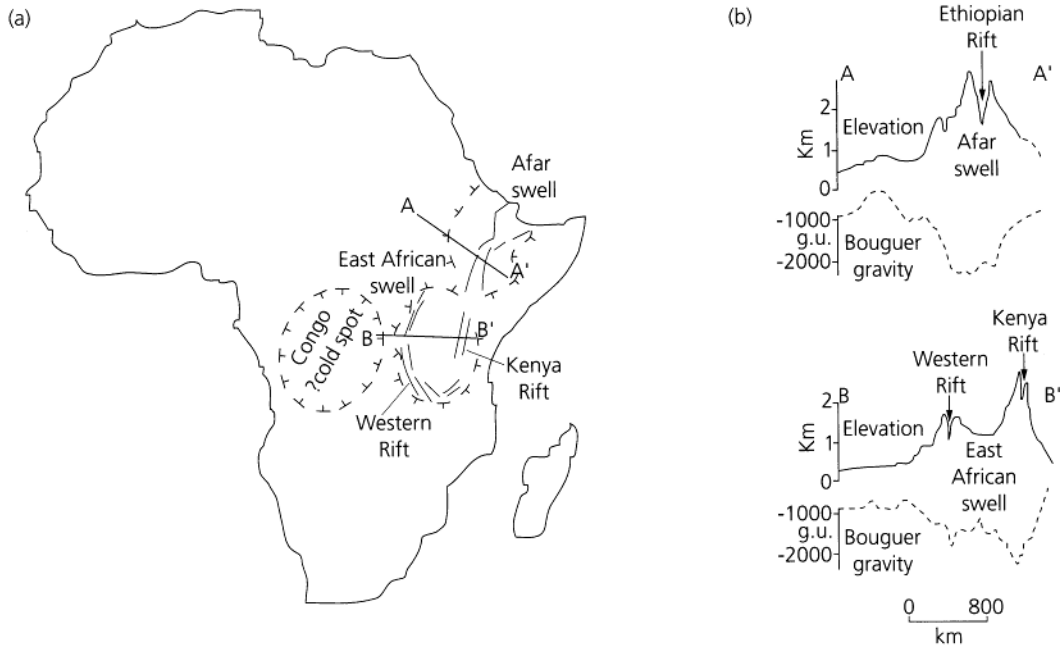 (a)
Afar
swell
A
East African
swell
A'
Congo
?cold spot
B
B'
Kenya
Rift
Western
Rift
(b)
Ethiopian
Rift
A
A'
2
Km
1
0
Elevation
Afar
swell
-1000
g.u.
-2000
Bouguer
gravity
Kenya
Rift
Western
Rift
B
B'
2
Km
1
0
Elevation
East
African
swell
-1000
g.u.
-2000
Bouguer
gravity
0
800
km